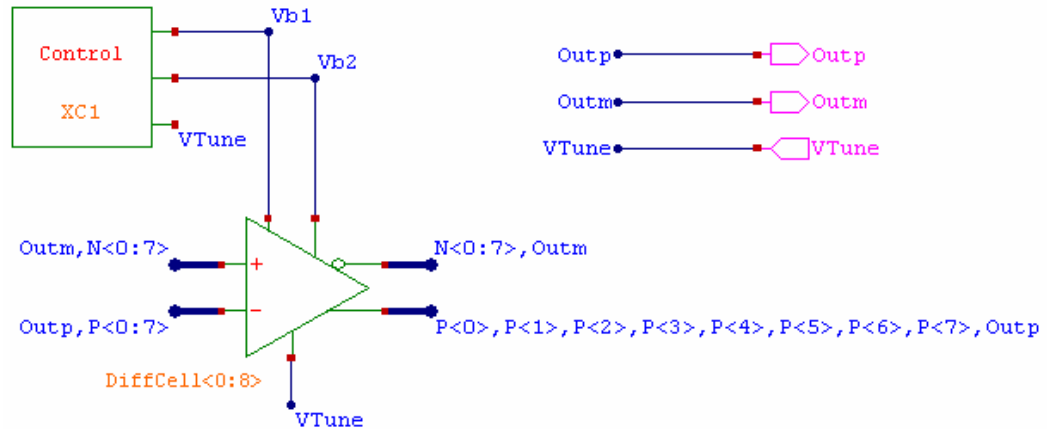 Vb1
Control
Vb2
XC1
VTune
Outp Outp
Outm Outm
VTune VTune
Outm,N<0:7>
N<0:7>,Outm
+
-
Outp,P<0:7>
P<0>,P<1>,P<2>,P<3>,P<4>,P<5>,P<6>,P<7>,Outp
DiffCell<0:8>
VTune